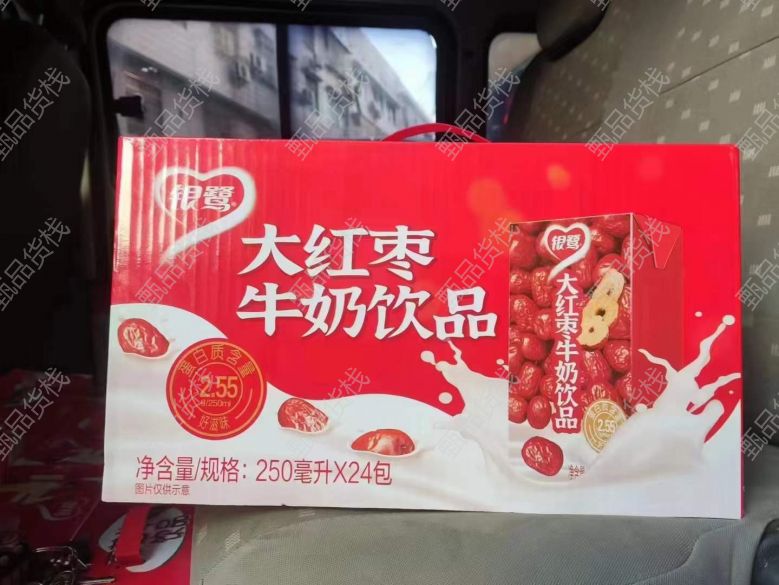 银鹭
大红枣
牛奶饮品
蛋白质含量
2.55
克/250ml
好滋味
净含量/规格：250毫升X24包
图片仅供示意
银鹭
大红枣牛奶饮品
2.55
甄品货栈